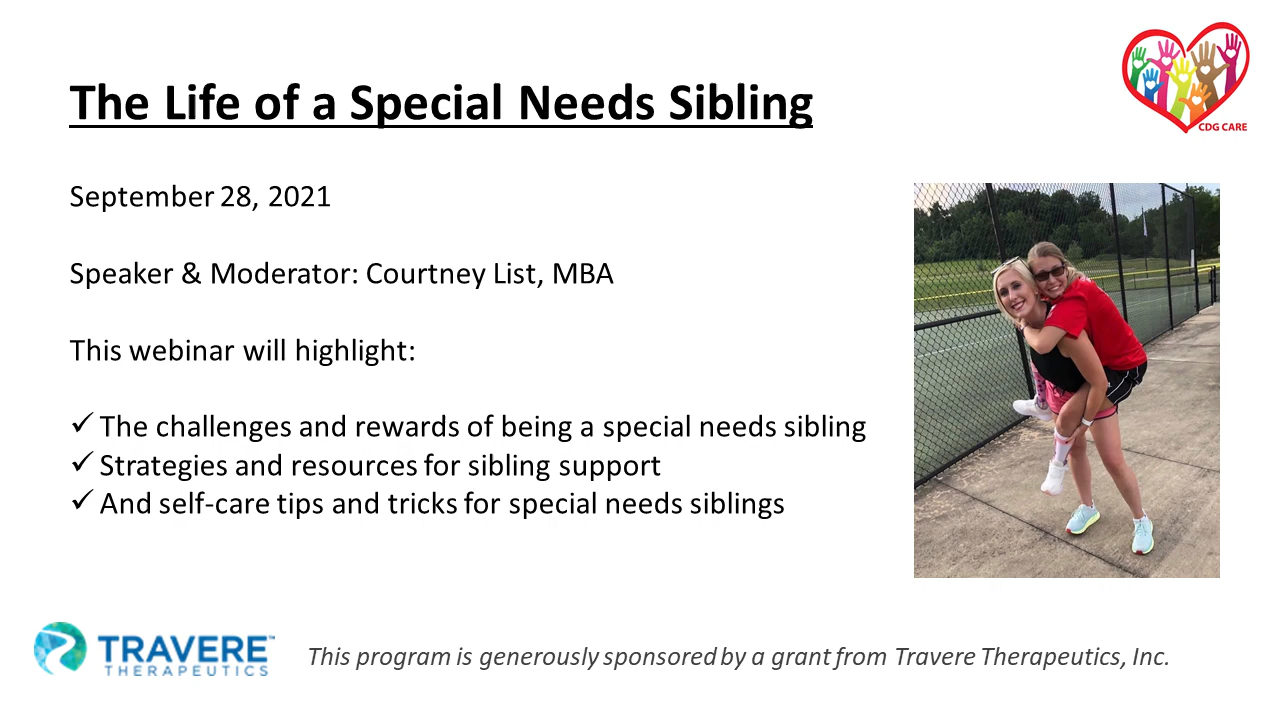 The Life of a Special Needs Sibling
CDG CARE
September 28, 2021
Speaker & Moderator: Courtney List, MBA
This webinar will highlight:
✓ The challenges and rewards of being a special needs sibling
✓ Strategies and resources for sibling support
✓ And self-care tips and tricks for special needs siblings
TRAVERE™
THERAPEUTICS
This program is generously sponsored by a grant from Travere Therapeutics, Inc.